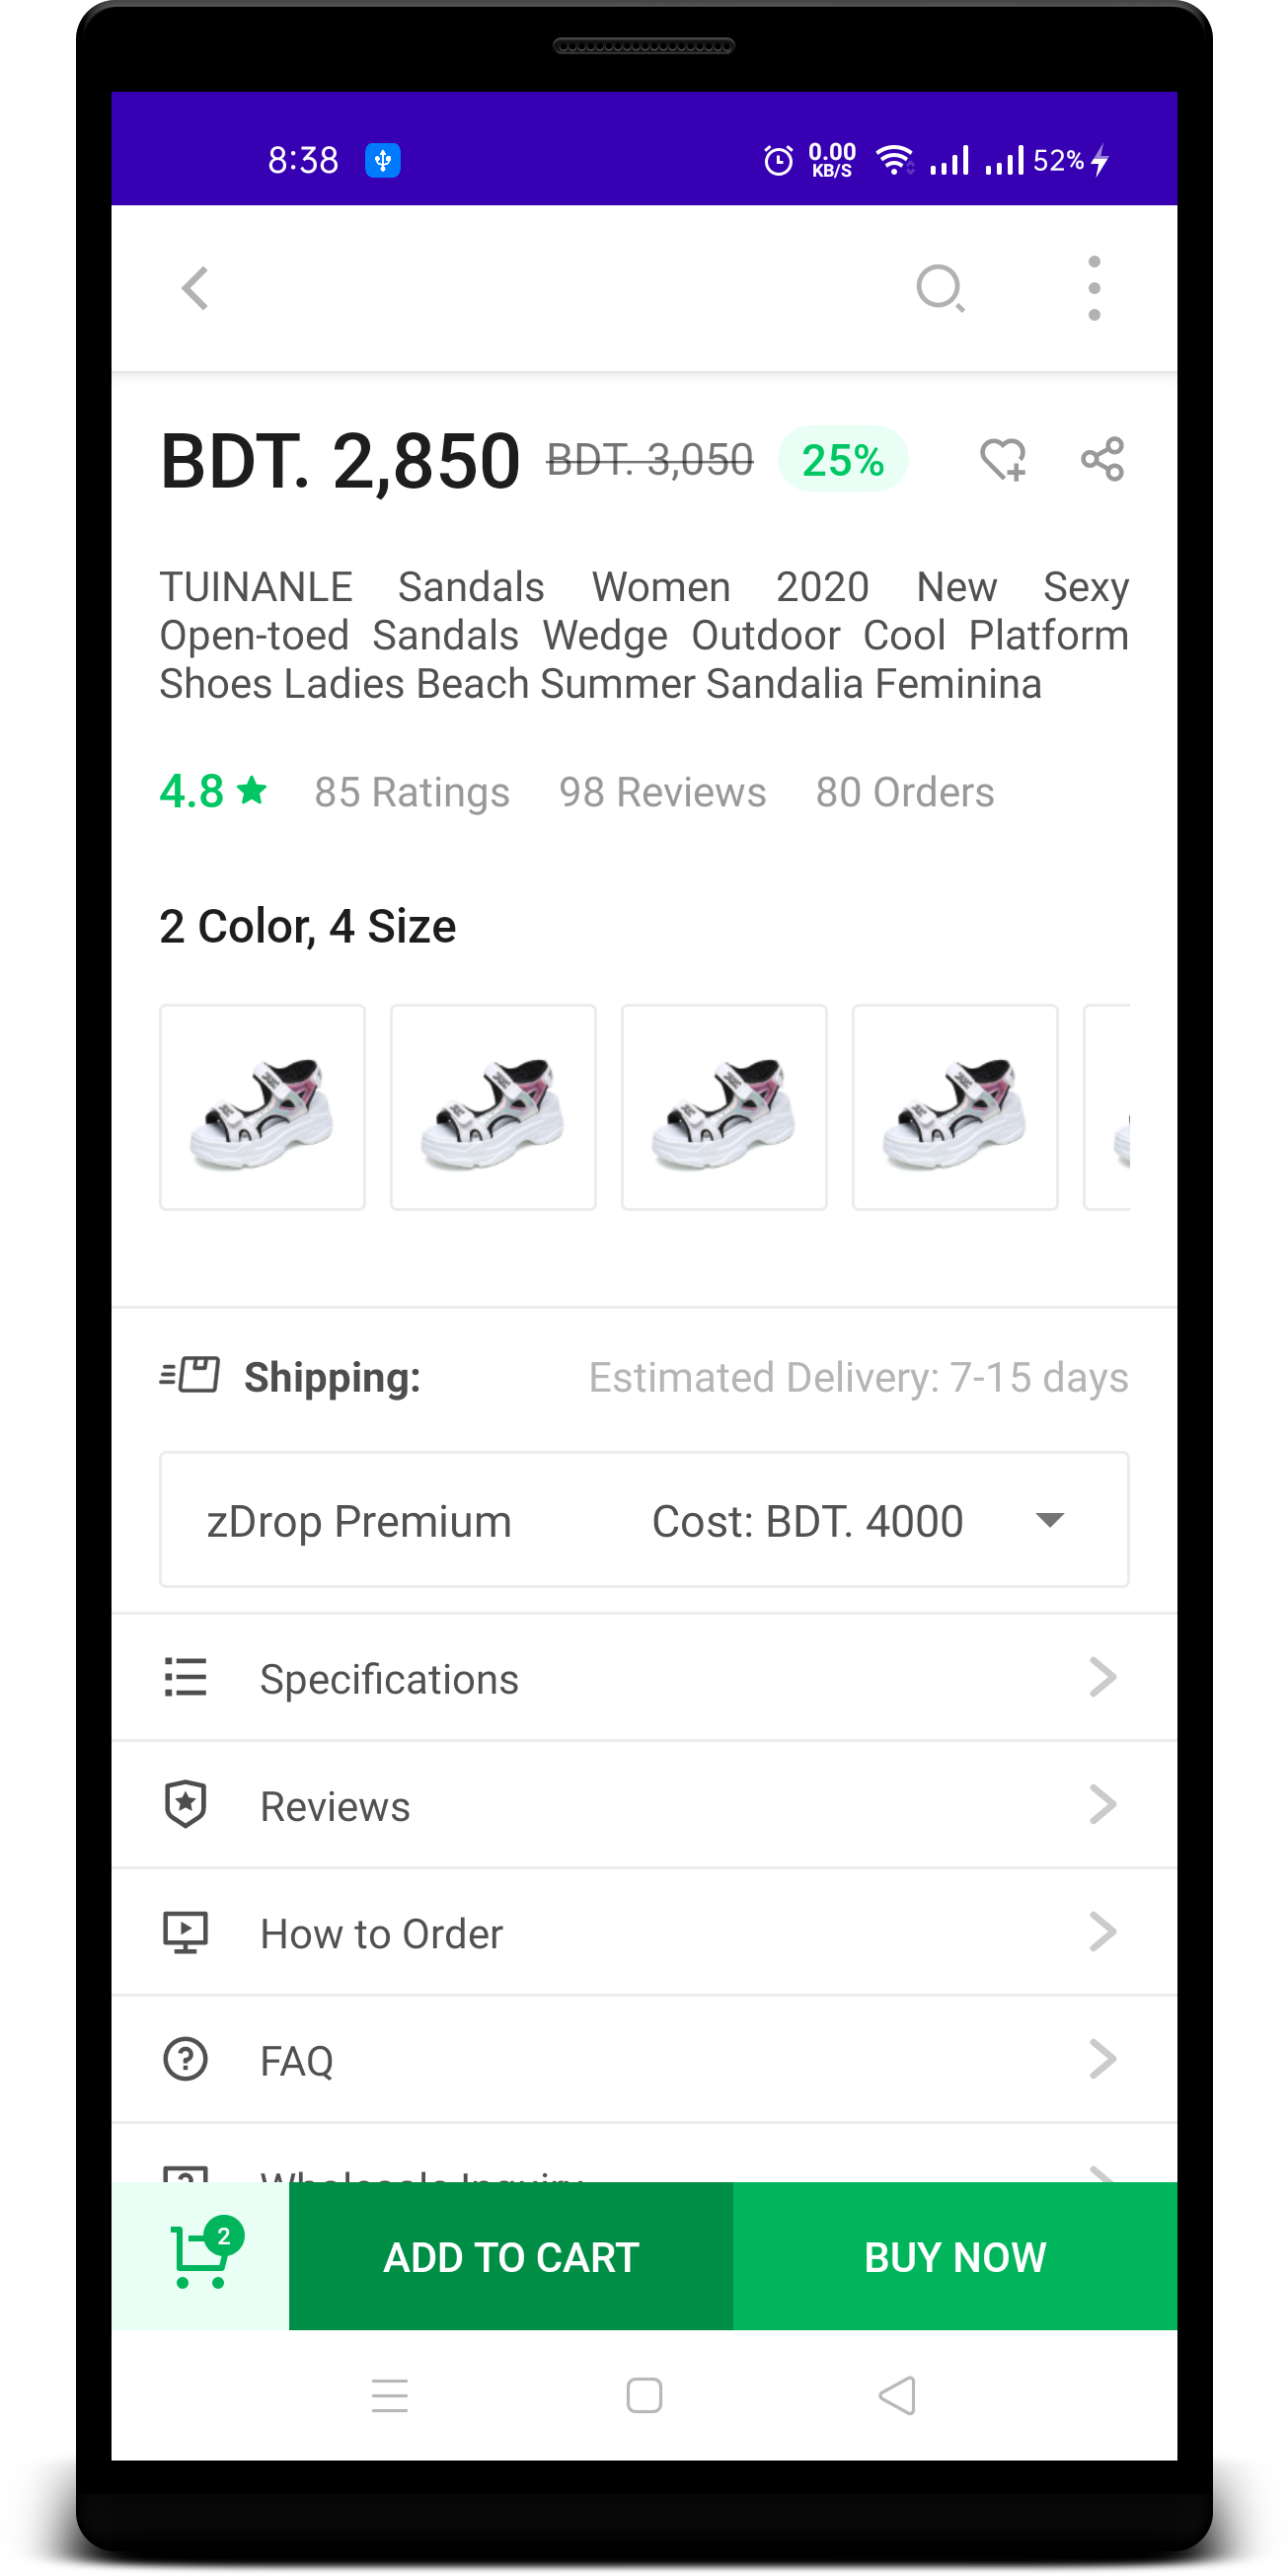 8:38
0.00
KB/S
52%
BDT. 2,850 BDT. 3,050 25%
TUINANLE Sandals Women 2020 New Sexy
Open-toed Sandals Wedge Outdoor Cool Platform
Shoes Ladies Beach Summer Sandalia Feminina
4.8 85 Ratings 98 Reviews 80 Orders
2 Color, 4 Size
Shipping: Estimated Delivery: 7-15 days
zDrop Premium Cost: BDT. 4000
Specifications
Reviews
How to Order
FAQ
Wholesale Inquiry
2
ADD TO CART BUY NOW